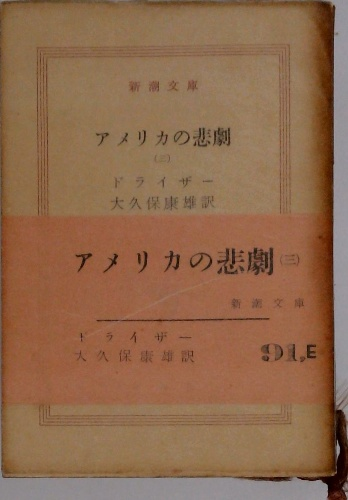 新潮文庫
アメリカの悲劇
(三)
ドライザー
大久保康雄訳
アメリカの悲劇(三)
新潮文庫
ドライザー
大久保康雄訳
91,E